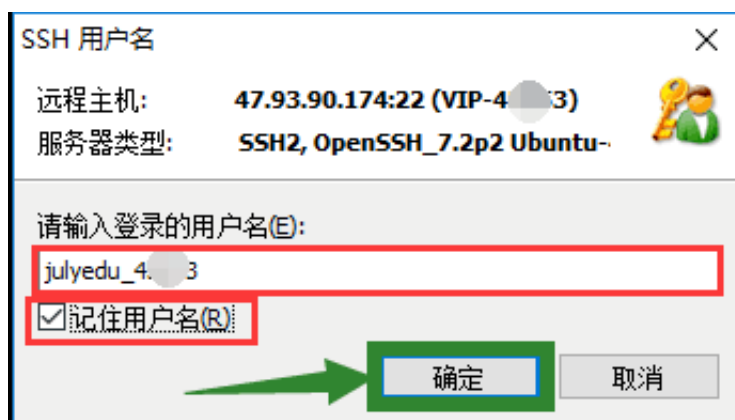 SSH 用户名
远程主机: 47.93.90.174:22 (VIP-4 3)
服务器类型: SSH2, OpenSSH_7.2p2 Ubuntu-
请输入登录的用户名(E):
julyedu_4 3
记住用户名(R)
确定 取消